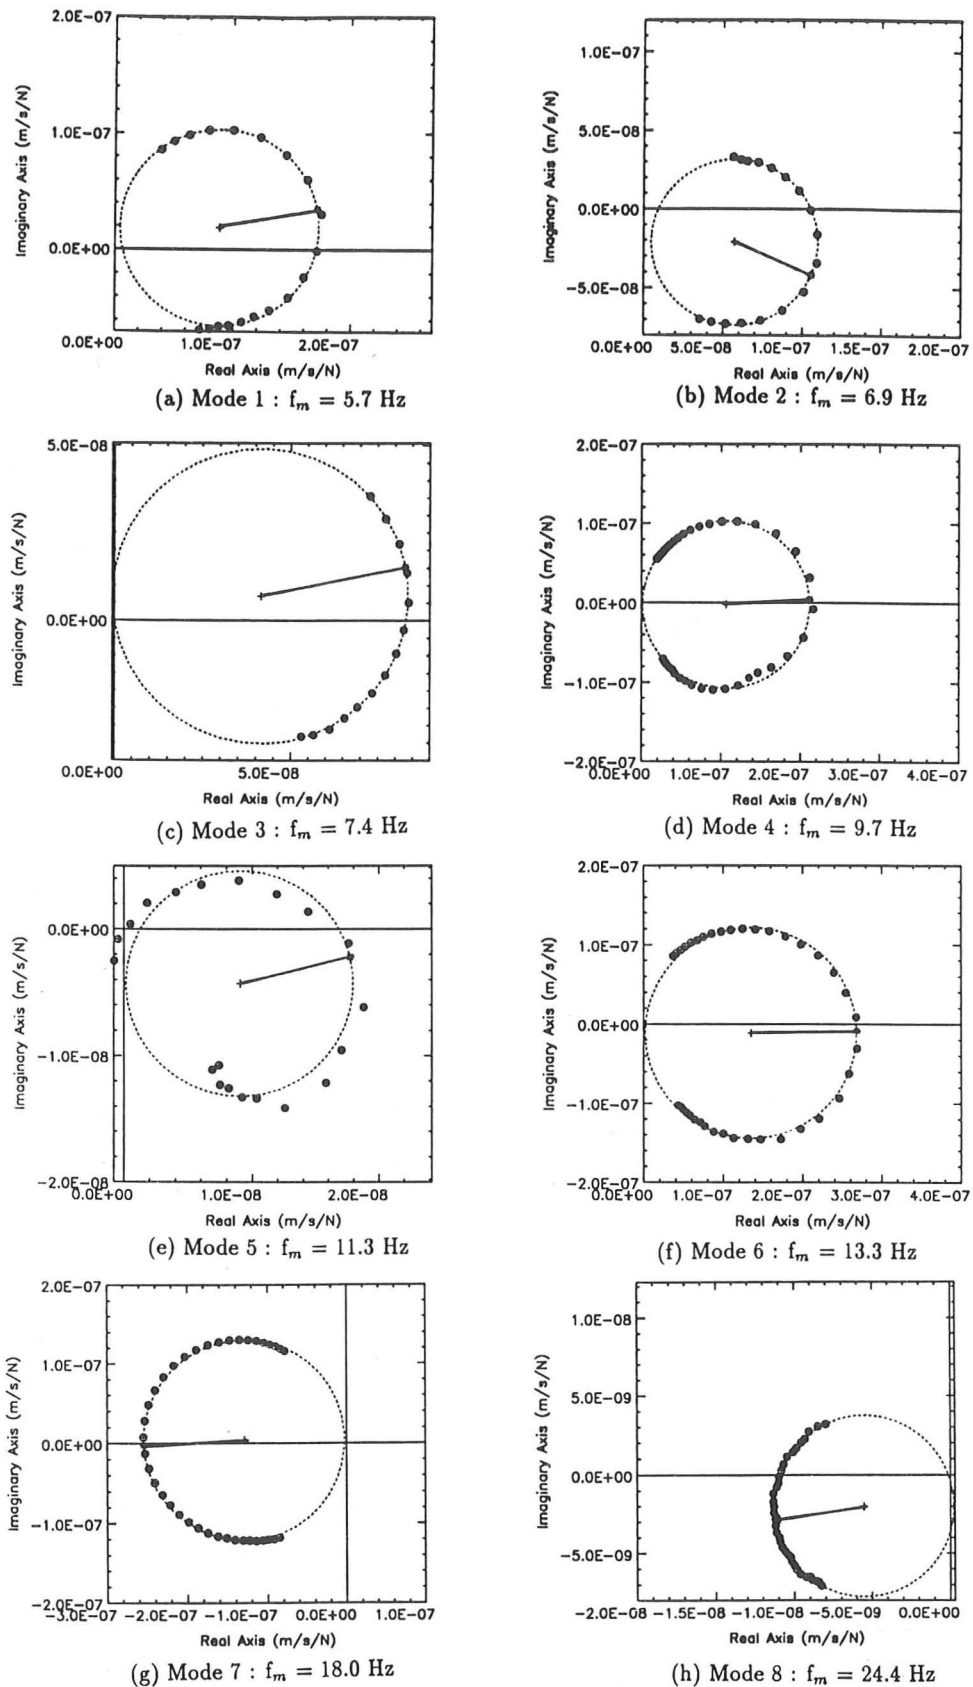 2.0E-07
1.0E-07
0.0E+00
Imaginary Axis (m/s/N)
0.0E+00
1.0E-07
2.0E-07
Real Axis (m/s/N)
(a) Mode 1 : fₘ = 5.7 Hz
1.0E-07
5.0E-08
0.0E+00
-5.0E-08
Imaginary Axis (m/s/N)
0.0E+00
5.0E-08
1.0E-07
1.5E-07
2.0E-07
Real Axis (m/s/N)
(b) Mode 2 : fₘ = 6.9 Hz
5.0E-08
0.0E+00
Imaginary Axis (m/s/N)
0.0E+00
5.0E-08
Real Axis (m/s/N)
(c) Mode 3 : fₘ = 7.4 Hz
2.0E-07
1.0E-07
0.0E+00
-1.0E-07
-2.0E-07
Imaginary Axis (m/s/N)
0.0E+00
1.0E-07
2.0E-07
3.0E-07
4.0E-07
Real Axis (m/s/N)
(d) Mode 4 : fₘ = 9.7 Hz
0.0E+00
-1.0E-08
-2.0E-08
Imaginary Axis (m/s/N)
0.0E+00
1.0E-08
2.0E-08
Real Axis (m/s/N)
(e) Mode 5 : fₘ = 11.3 Hz
2.0E-07
1.0E-07
0.0E+00
-1.0E-07
-2.0E-07
Imaginary Axis (m/s/N)
0.0E+00
1.0E-07
2.0E-07
3.0E-07
4.0E-07
Real Axis (m/s/N)
(f) Mode 6 : fₘ = 13.3 Hz
2.0E-07
1.0E-07
0.0E+00
-1.0E-07
-2.0E-07
Imaginary Axis (m/s/N)
-3.0E-07
-2.0E-07
-1.0E-07
0.0E+00
1.0E-07
Real Axis (m/s/N)
(g) Mode 7 : fₘ = 18.0 Hz
1.0E-08
5.0E-09
0.0E+00
-5.0E-09
Imaginary Axis (m/s/N)
-2.0E-08
-1.5E-08
-1.0E-08
-5.0E-09
0.0E+00
Real Axis (m/s/N)
(h) Mode 8 : fₘ = 24.4 Hz